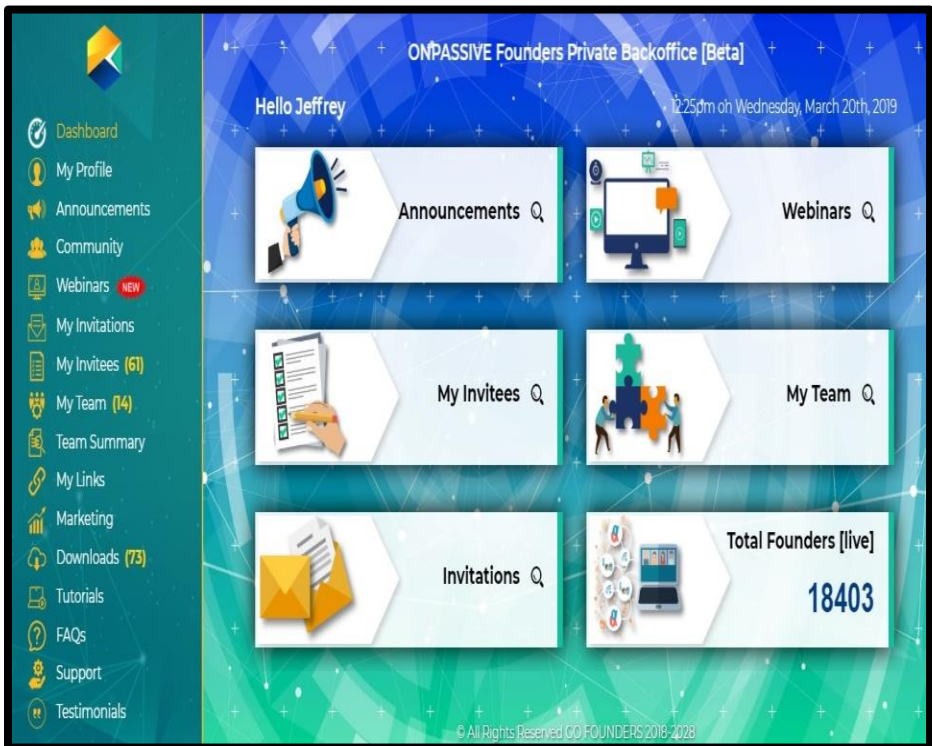 ONPASSIVE Founders Private Backoffice [Beta]
Hello Jeffrey
12:25pm on Wednesday, March 20th, 2019
Dashboard
My Profile
Announcements
Community
Webinars NEW
My Invitations
My Invitees (61)
My Team (14)
Team Summary
My Links
Marketing
Downloads (73)
Tutorials
FAQs
Support
Testimonials
Announcements
Webinars
My Invitees
My Team
Invitations
Total Founders [live]
18403
© All Rights Reserved GO FOUNDERS 2018-2028